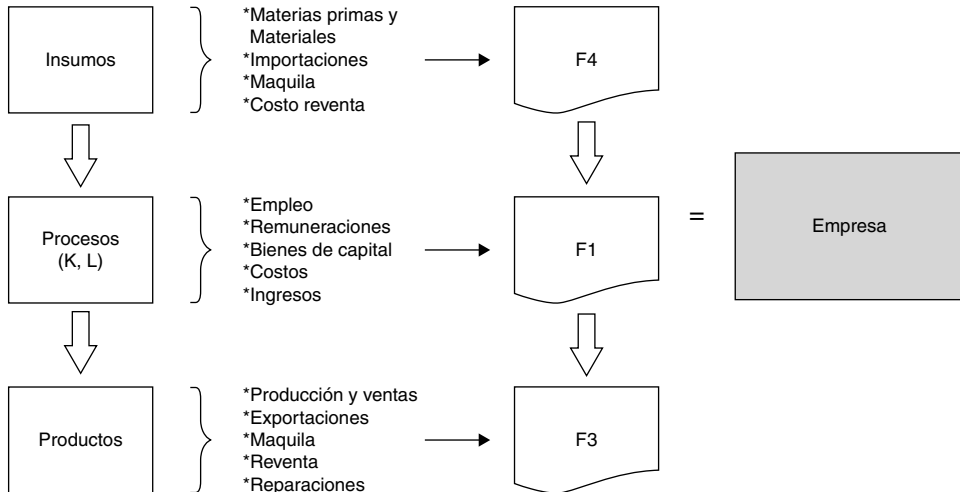 Insumos
*Materias primas y
Materiales
*Importaciones
*Maquila
*Costo reventa
F4
Procesos
(K, L)
*Empleo
*Remuneraciones
*Bienes de capital
*Costos
*Ingresos
F1
=
Empresa
Productos
*Producción y ventas
*Exportaciones
*Maquila
*Reventa
*Reparaciones
F3